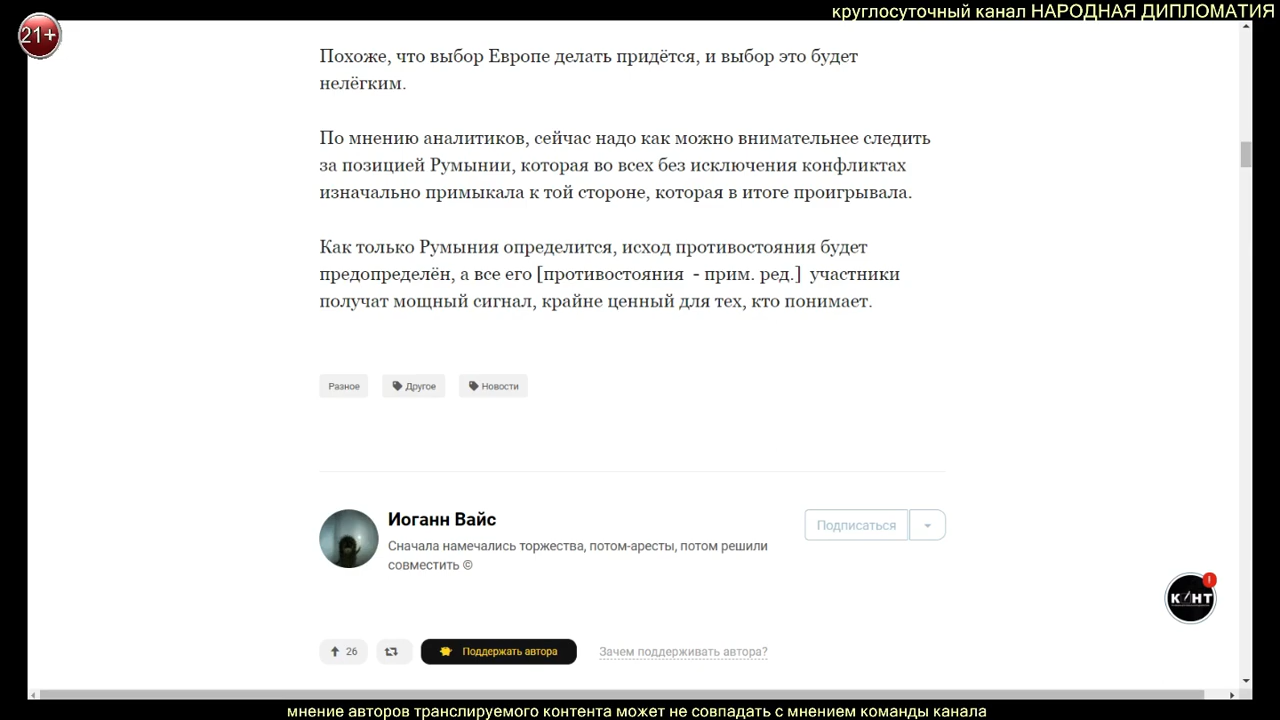 круглосуточный канал НАРОДНАЯ ДИПЛОМАТИЯ
21+
Похоже, что выбор Европе делать придётся, и выбор это будет
нелёгким.
По мнению аналитиков, сейчас надо как можно внимательнее следить
за позицией Румынии, которая во всех без исключения конфликтах
изначально примыкала к той стороне, которая в итоге проигрывала.
Как только Румыния определится, исход противостояния будет
предопределён, а все его [противостояния - прим. ред.] участники
получат мощный сигнал, крайне ценный для тех, кто понимает.
Разное Другое Новости
Иоганн Вайс
Подписаться
Сначала намечались торжества, потом-аресты, потом решили
совместить ©
!
КОНТ
26 Поддержать автора Зачем поддерживать автора?
мнение авторов транслируемого контента может не совпадать с мнением команды канала